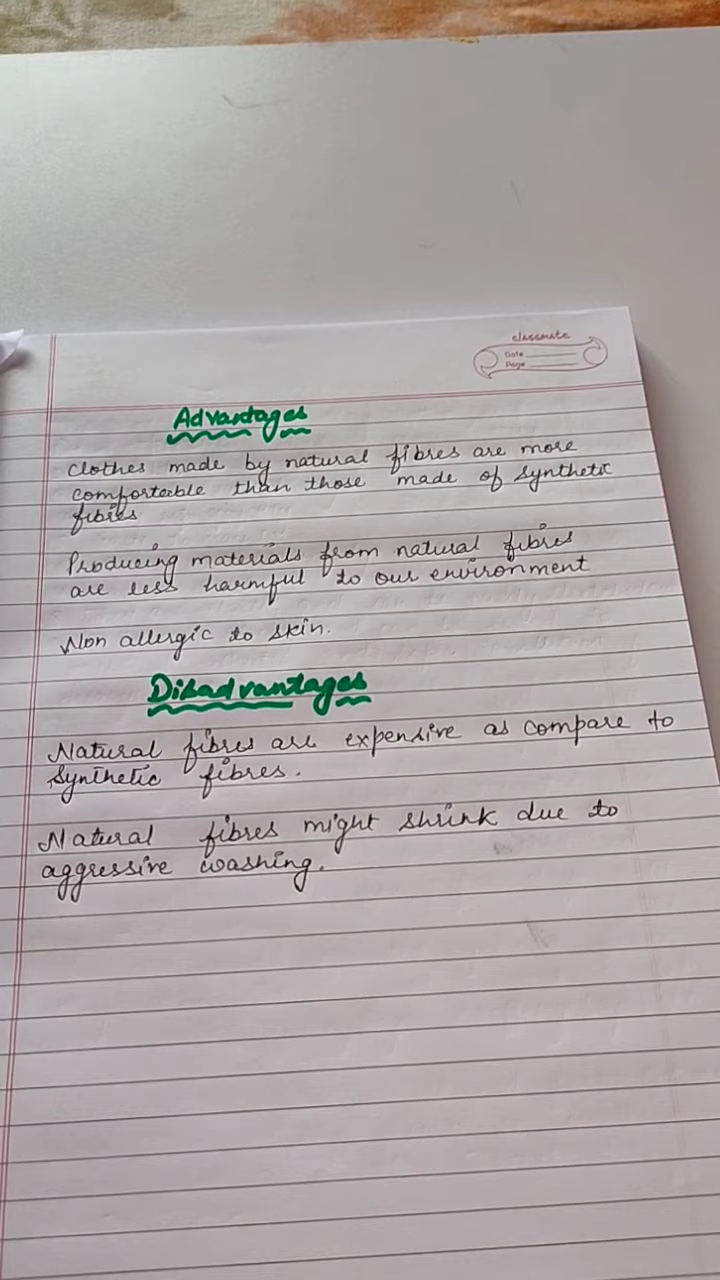 classmate
Date
Page
Advantages
Clothes made by natural fibres are more
comfortable than those made of synthetic
fibres
Producing materials from natural fibres
are less harmful to our environment
Non allergic to skin.
Disadvantages
Natural fibres are expensive as compare to
synthetic fibres.
Natural fibres might shrink due to
aggressive washing.